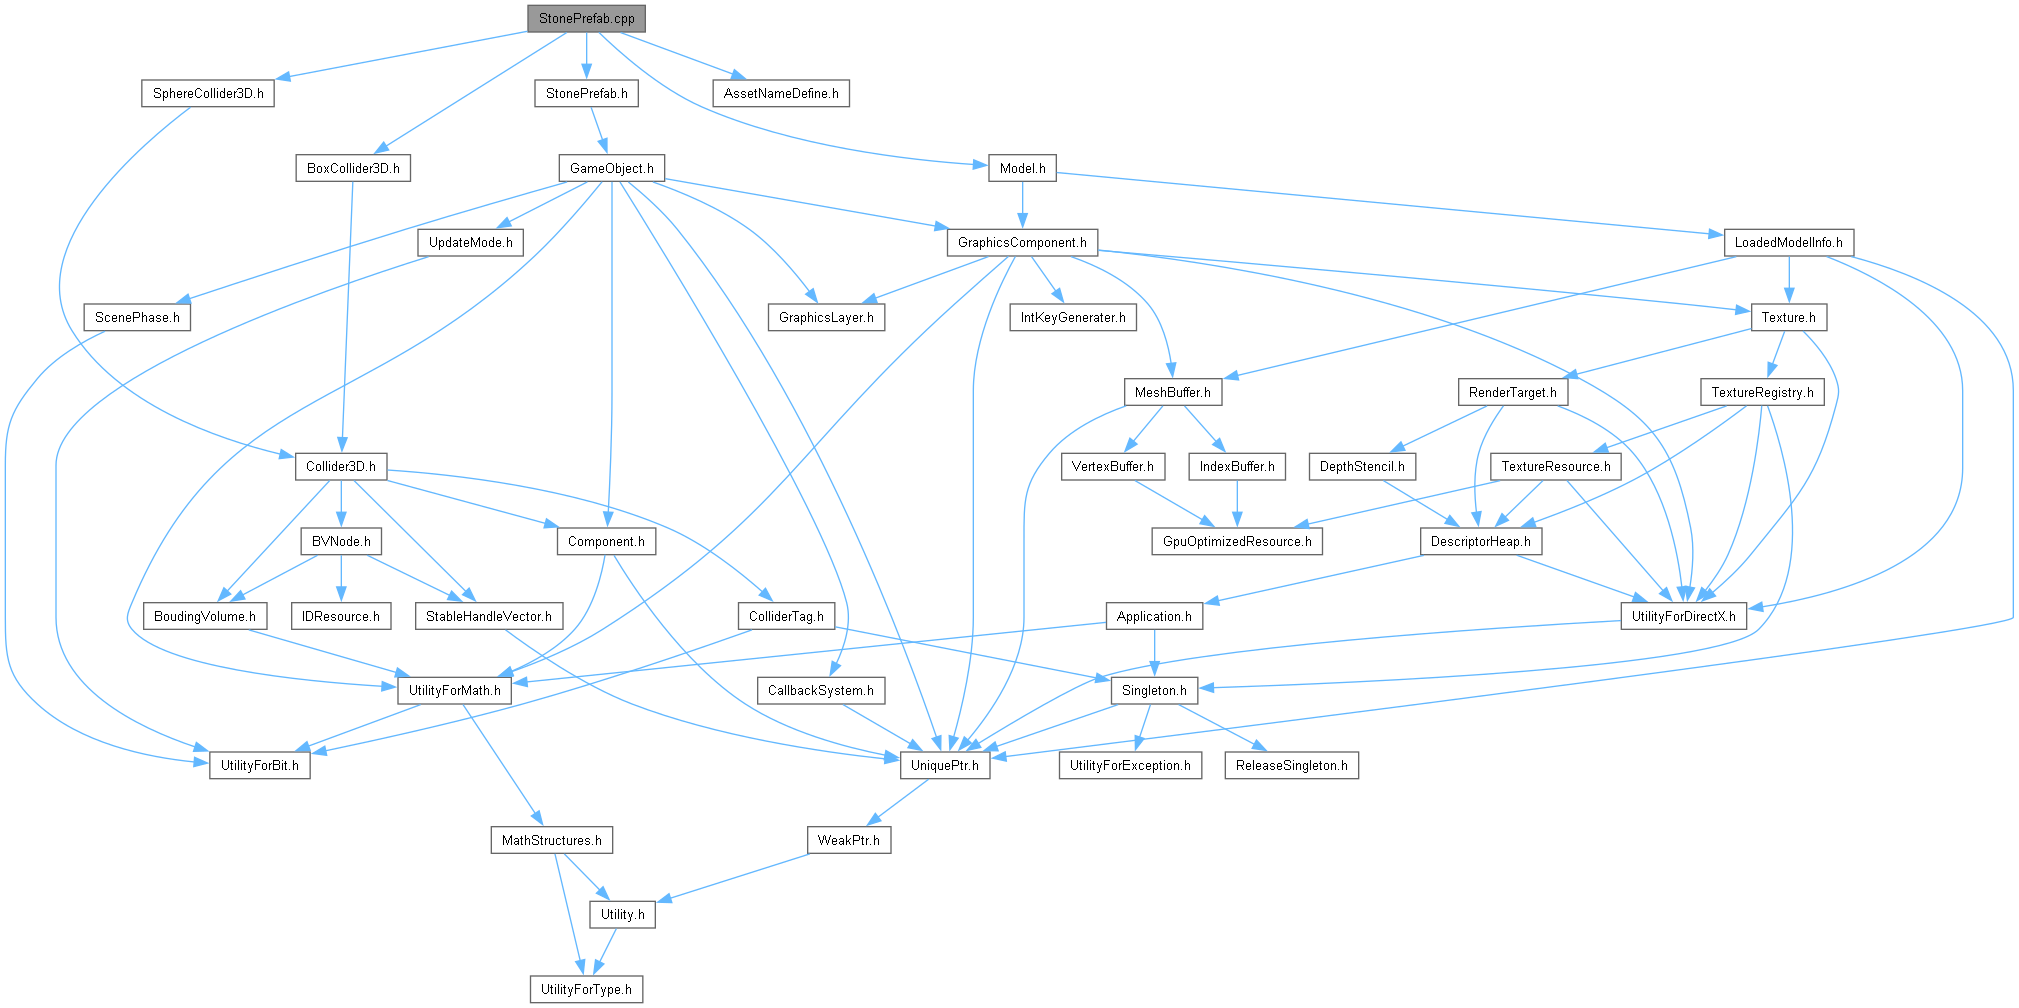 StonePrefab.cpp
SphereCollider3D.h
StonePrefab.h
AssetNameDefine.h
BoxCollider3D.h
GameObject.h
Model.h
UpdateMode.h
GraphicsComponent.h
LoadedModelInfo.h
ScenePhase.h
GraphicsLayer.h
IntKeyGenerater.h
Texture.h
MeshBuffer.h
RenderTarget.h
TextureRegistry.h
Collider3D.h
VertexBuffer.h
IndexBuffer.h
DepthStencil.h
TextureResource.h
BVNode.h
Component.h
GpuOptimizedResource.h
DescriptorHeap.h
BoudingVolume.h
IDResource.h
StableHandleVector.h
ColliderTag.h
Application.h
UtilityForDirectX.h
UtilityForMath.h
CallbackSystem.h
Singleton.h
UtilityForBit.h
UniquePtr.h
UtilityForException.h
ReleaseSingleton.h
MathStructures.h
WeakPtr.h
Utility.h
UtilityForType.h